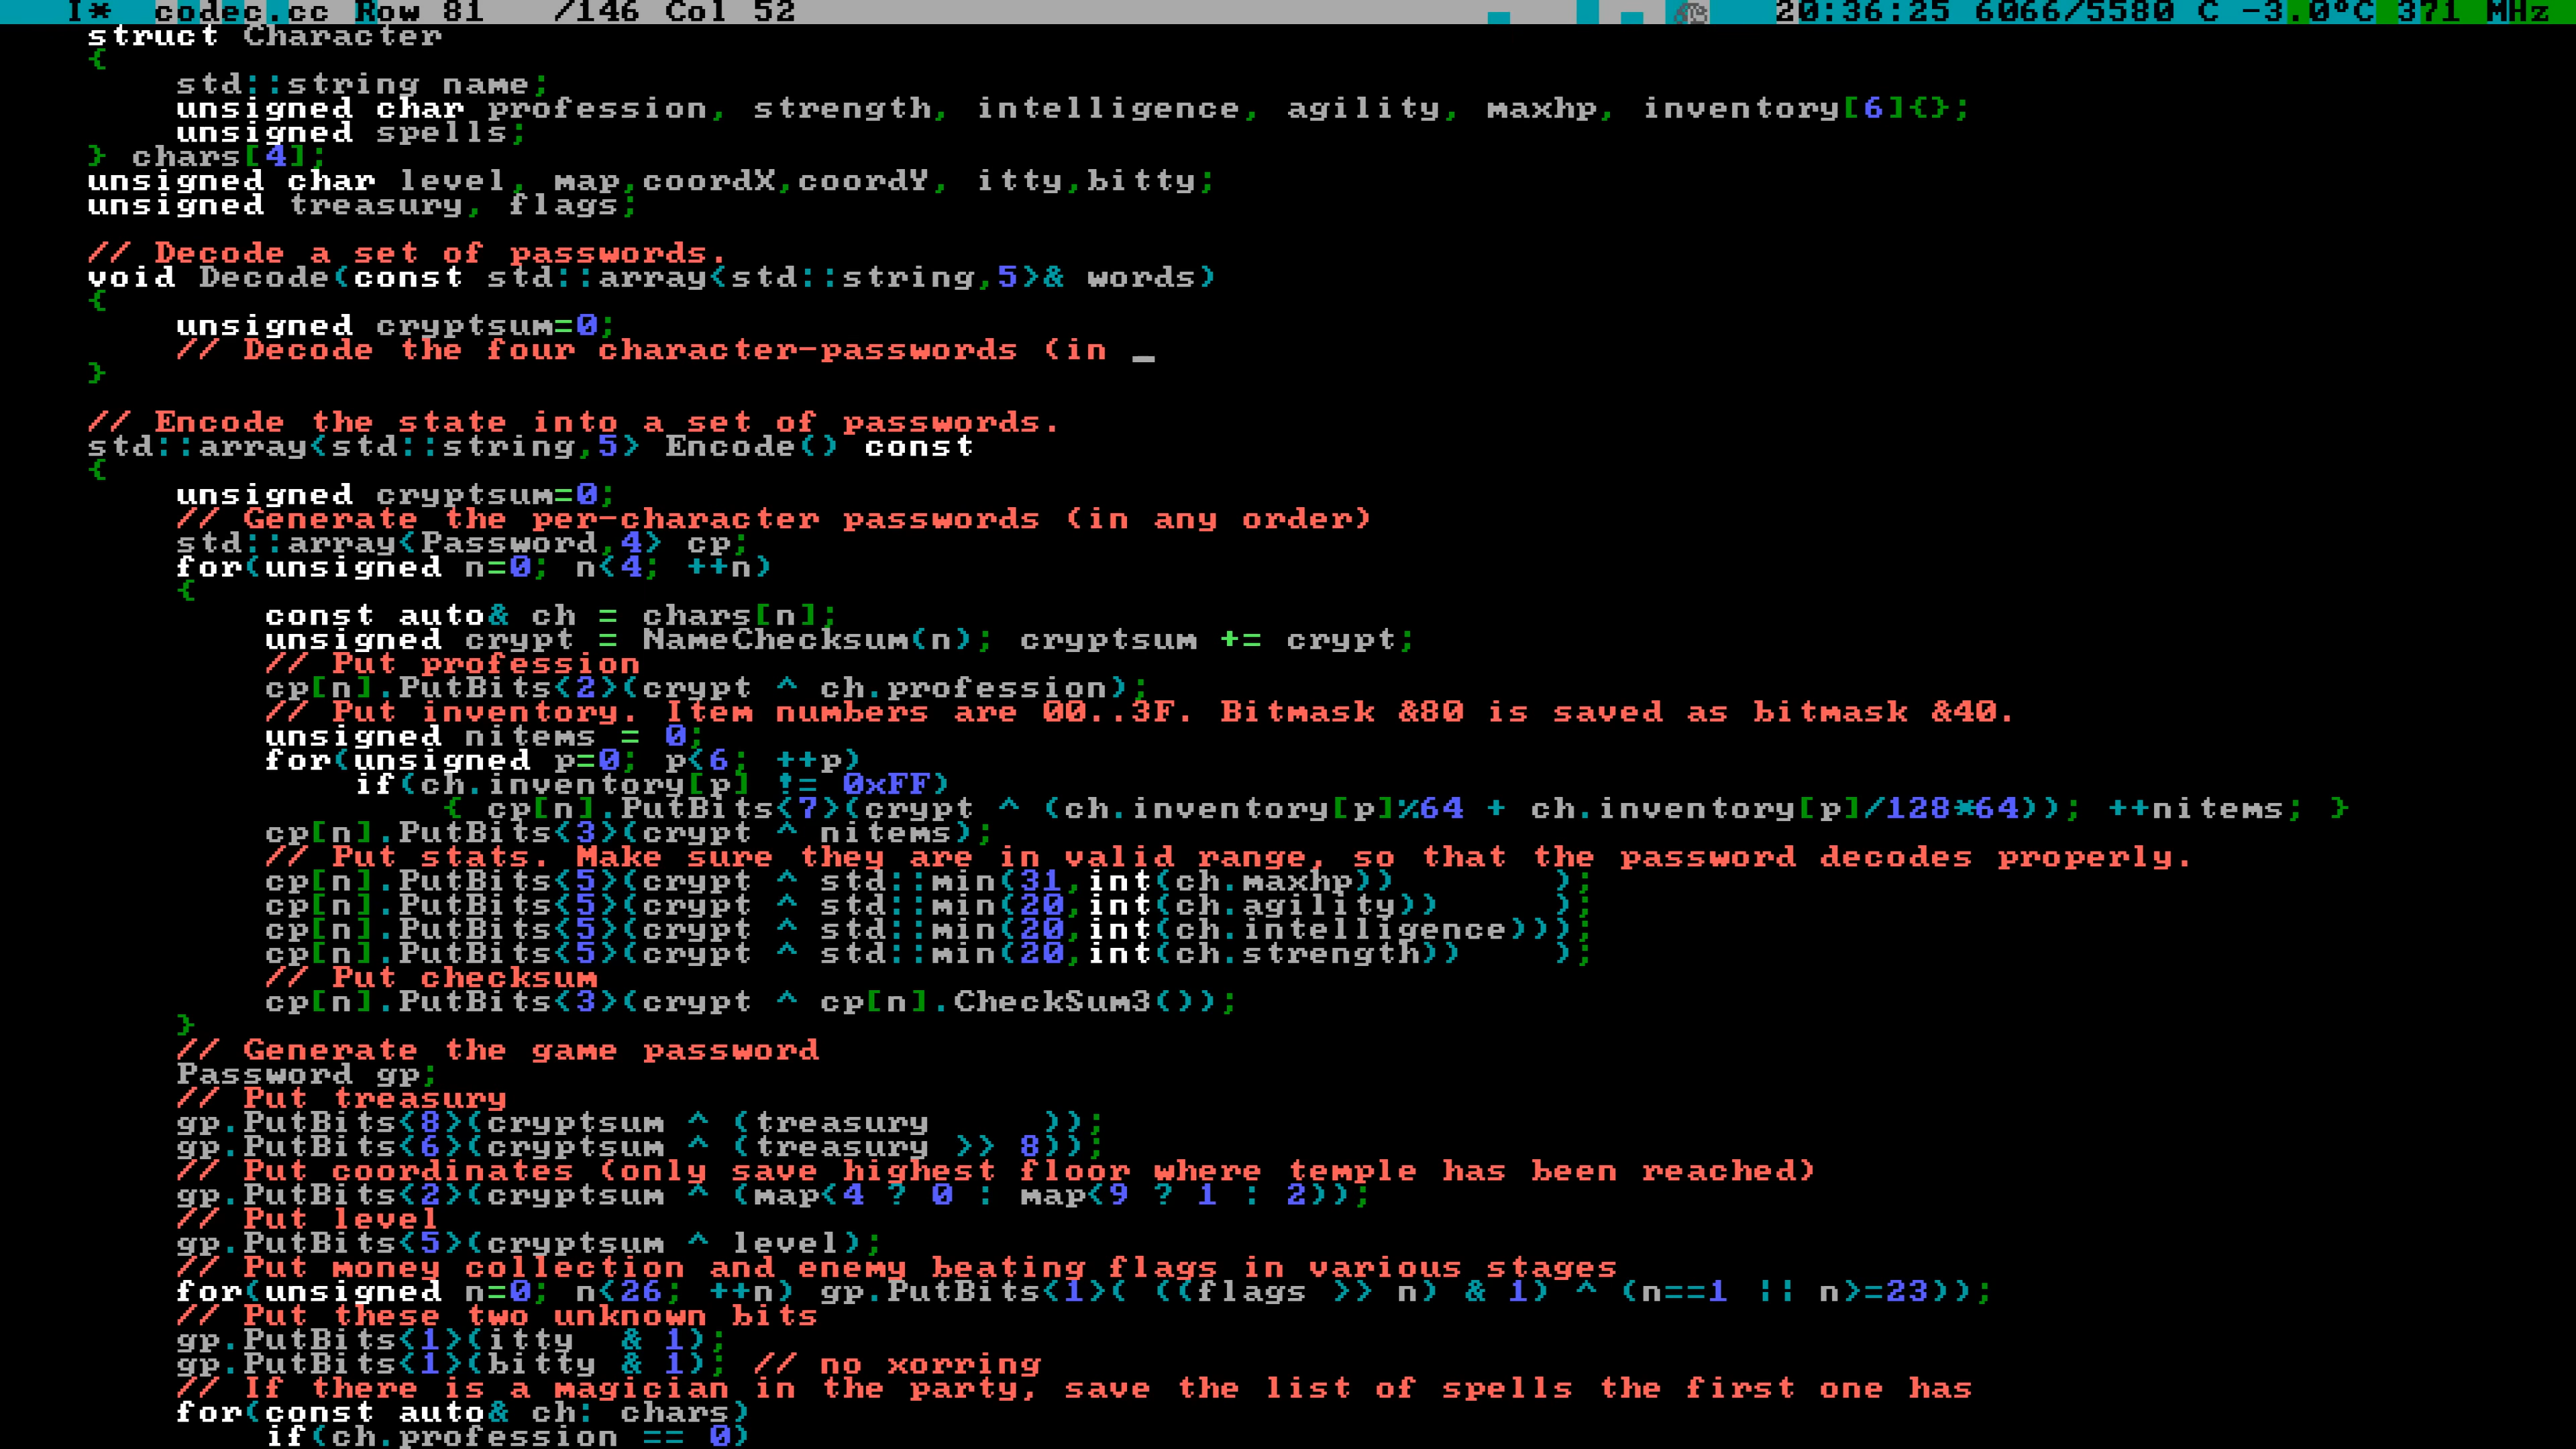 I* codec.cc Row 81 /146 Col 52 20:36:25 6066/5580 C -3.0ºC 371 MHz
struct Character
{
std::string name;
unsigned char profession, strength, intelligence, agility, maxhp, inventory[6]{};
unsigned spells;
} chars[4];
unsigned char level, map,coordX,coordY, itty,bitty;
unsigned treasury, flags;
// Decode a set of passwords.
void Decode(const std::array<std::string,5>& words)
{
unsigned cryptsum=0;
// Decode the four character-passwords (in _
}
// Encode the state into a set of passwords.
std::array<std::string,5> Encode() const
{
unsigned cryptsum=0;
// Generate the per-character passwords (in any order)
std::array<Password,4> cp;
for(unsigned n=0; n<4; ++n)
{
const auto& ch = chars[n];
unsigned crypt = NameChecksum(n); cryptsum += crypt;
// Put profession
cp[n].PutBits<2>(crypt ^ ch.profession);
// Put inventory. Item numbers are 00..3F. Bitmask &80 is saved as bitmask &40.
unsigned nitems = 0;
for(unsigned p=0; p<6; ++p)
if(ch.inventory[p] != 0xFF)
{ cp[n].PutBits<7>(crypt ^ (ch.inventory[p]%64 + ch.inventory[p]/128*64)); ++nitems; }
cp[n].PutBits<3>(crypt ^ nitems);
// Put stats. Make sure they are in valid range, so that the password decodes properly.
cp[n].PutBits<5>(crypt ^ std::min(31,int(ch.maxhp)) );
cp[n].PutBits<5>(crypt ^ std::min(20,int(ch.agility)) );
cp[n].PutBits<5>(crypt ^ std::min(20,int(ch.intelligence)));
cp[n].PutBits<5>(crypt ^ std::min(20,int(ch.strength)) );
// Put checksum
cp[n].PutBits<3>(crypt ^ cp[n].CheckSum3());
}
// Generate the game password
Password gp;
// Put treasury
gp.PutBits<8>(cryptsum ^ (treasury ));
gp.PutBits<6>(cryptsum ^ (treasury >> 8));
// Put coordinates (only save highest floor where temple has been reached)
gp.PutBits<2>(cryptsum ^ (map<4 ? 0 : map<9 ? 1 : 2));
// Put level
gp.PutBits<5>(cryptsum ^ level);
// Put money collection and enemy beating flags in various stages
for(unsigned n=0; n<26; ++n) gp.PutBits<1>( ((flags >> n) & 1) ^ (n==1 || n>=23));
// Put these two unknown bits
gp.PutBits<1>(itty & 1);
gp.PutBits<1>(bitty & 1); // no xorring
// If there is a magician in the party, save the list of spells the first one has
for(const auto& ch: chars)
if(ch.profession == 0)